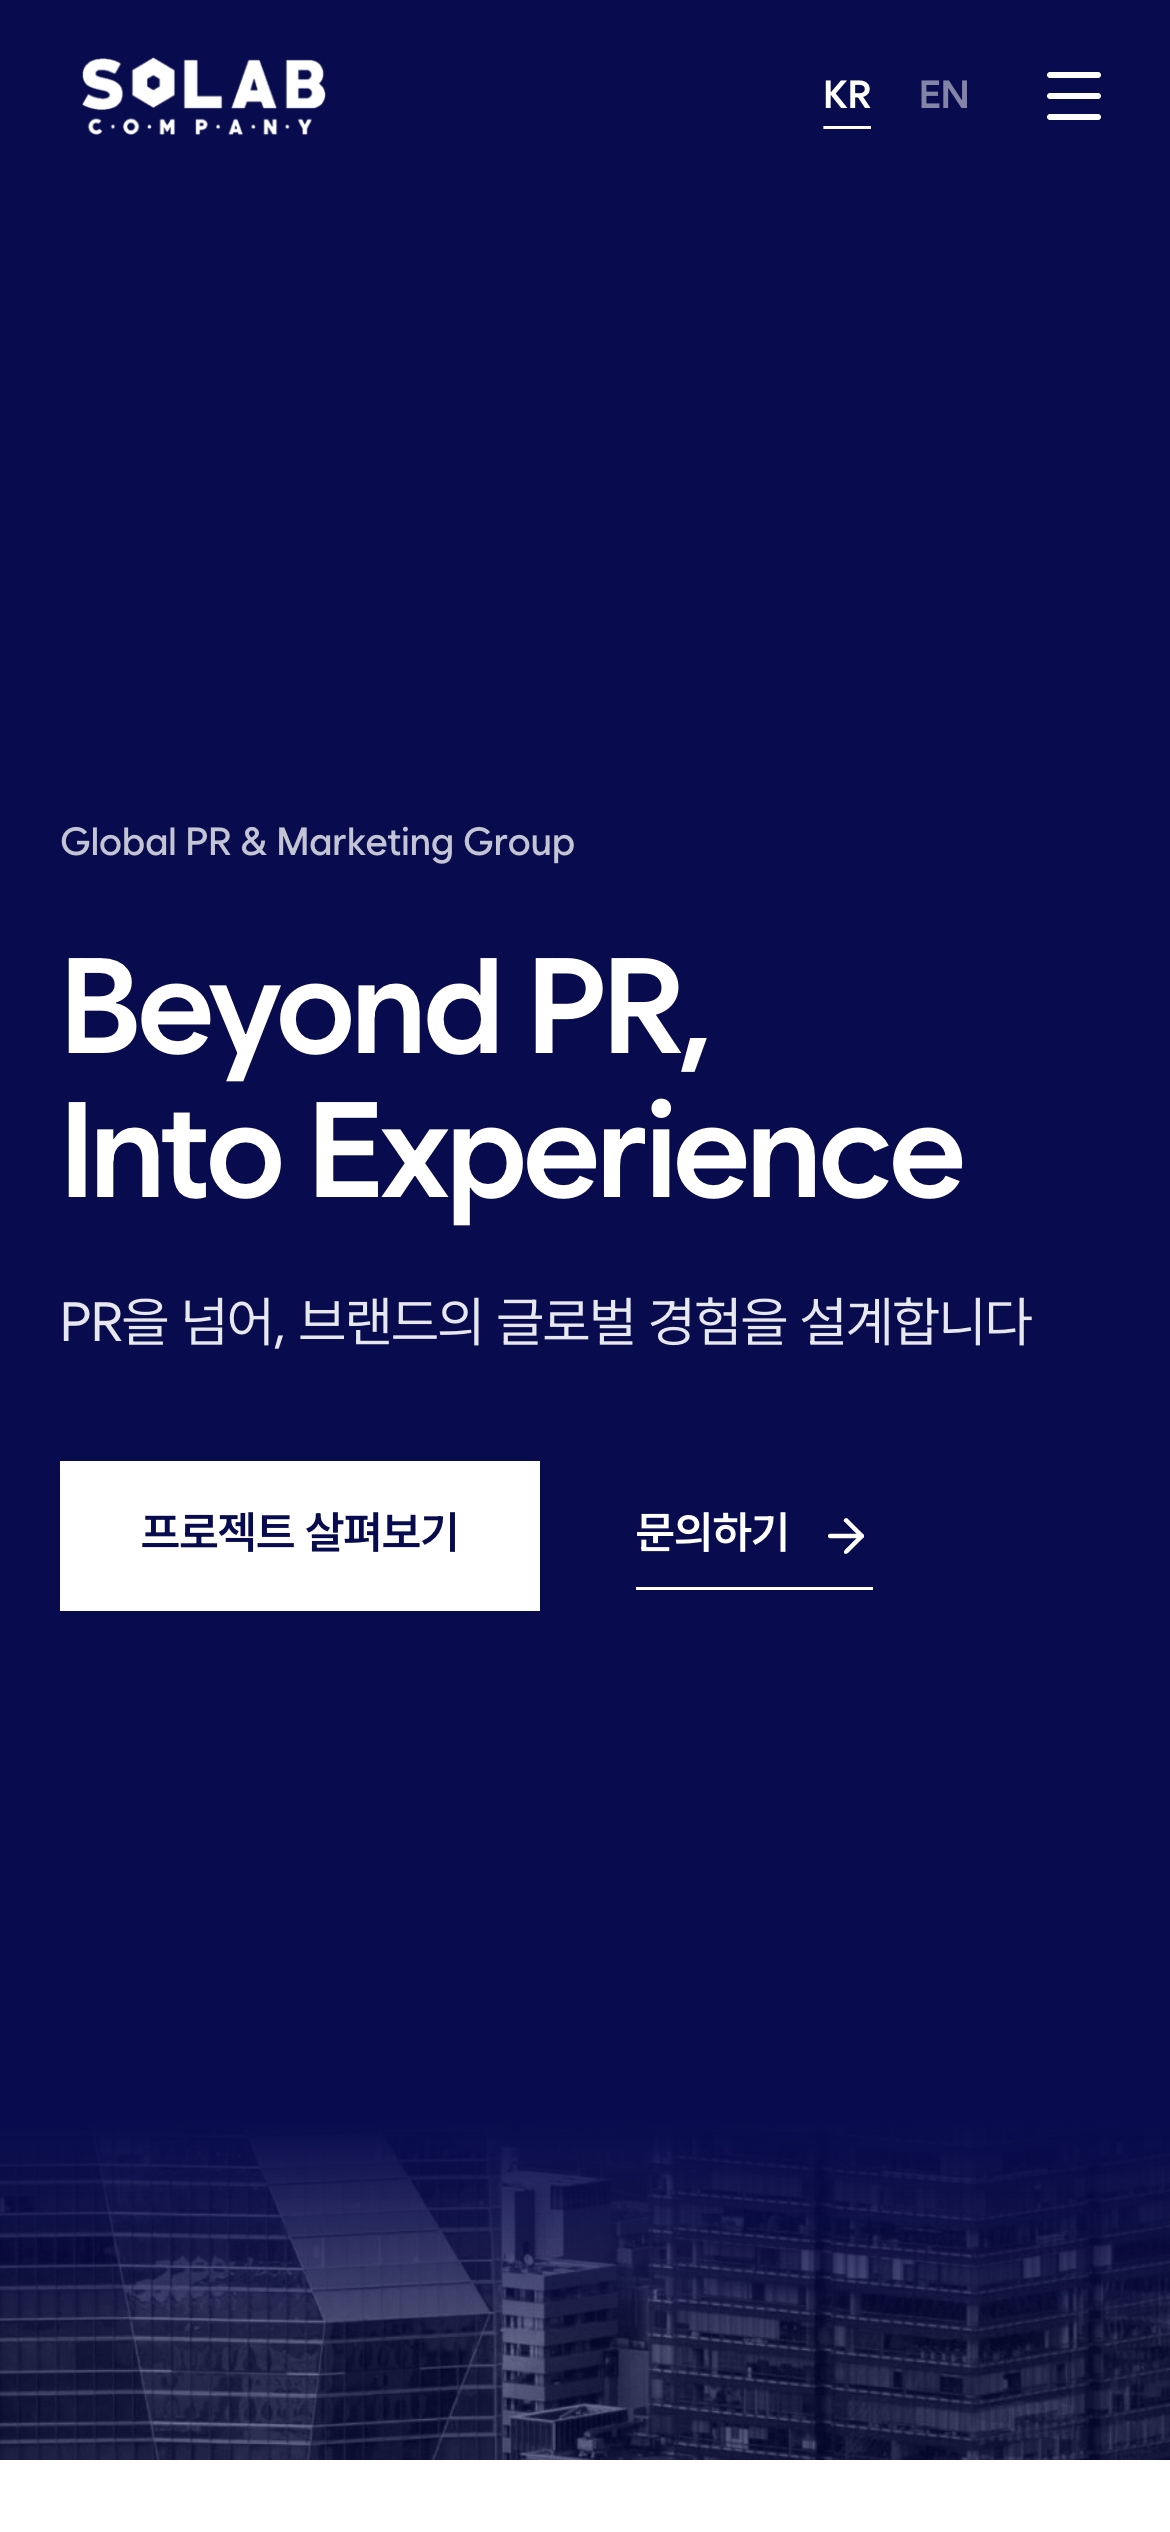 SOLAB
C·O·M P·A·N·Y
KR EN
Global PR & Marketing Group
Beyond PR,
Into Experience
PR을 넘어, 브랜드의 글로벌 경험을 설계합니다
프로젝트 살펴보기
문의하기